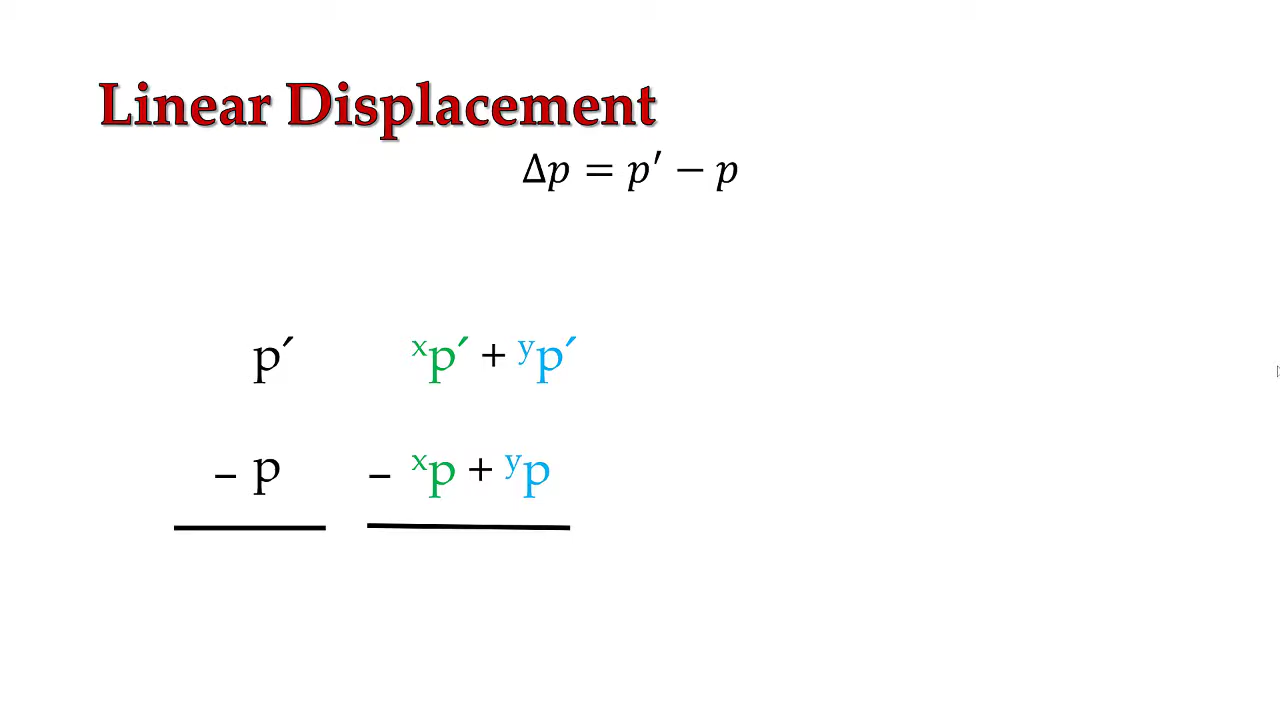 Linear Displacement
Δp = p′ − p
p´ ˣp´ + ʸp´
– p – ˣp + ʸp